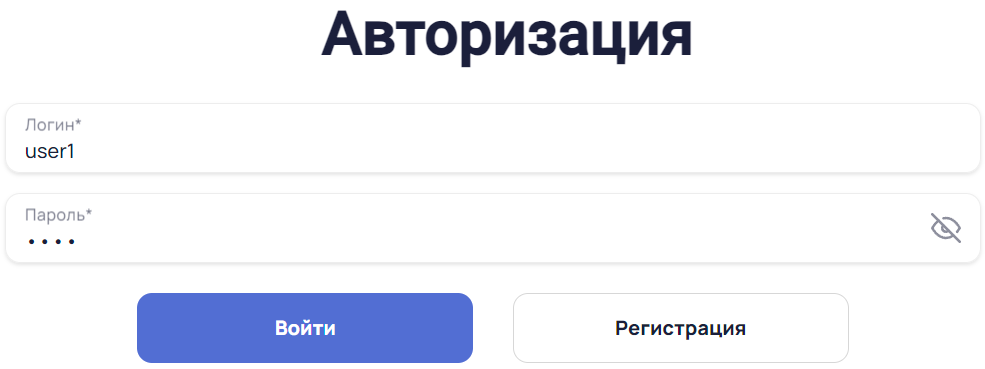 Авторизация
Логин*
user1
Пароль*
••••
Войти
Регистрация